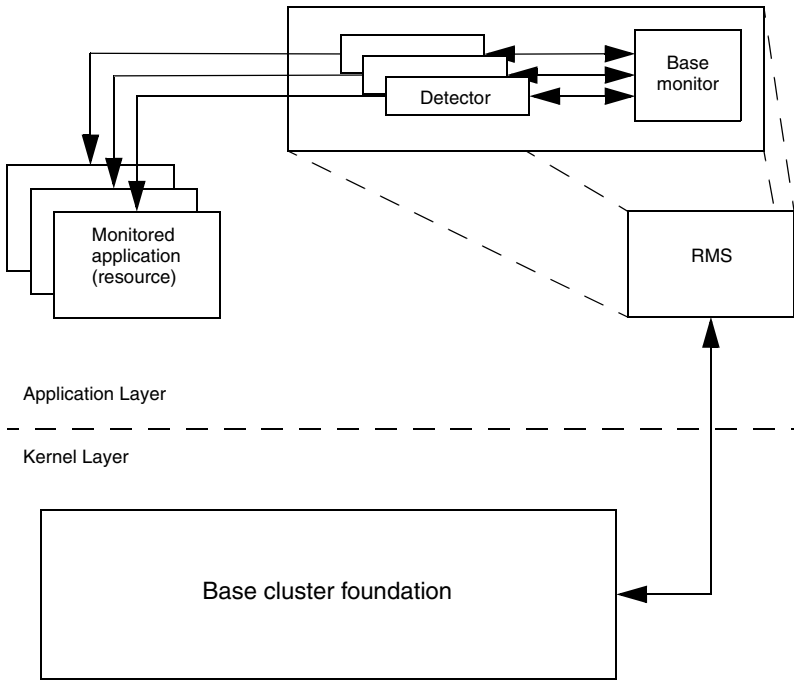 Detector
Base
monitor
Monitored
application
(resource)
RMS
Application Layer
Kernel Layer
Base cluster foundation